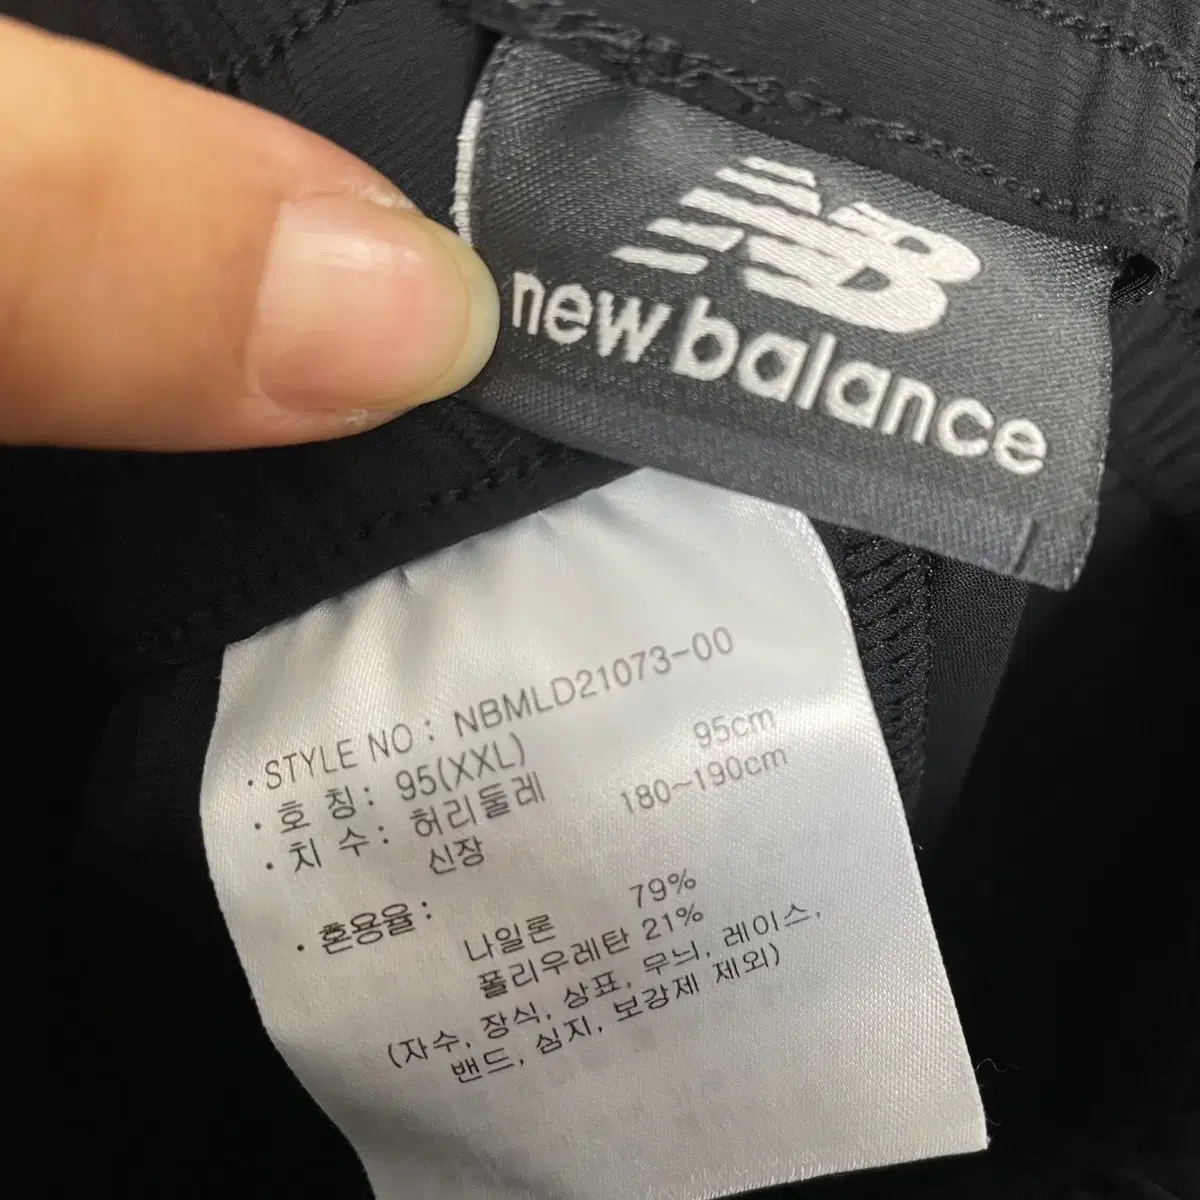 NB
new balance
· STYLE NO : NBMLD21073-00
· 호 칭 : 95(XXL)
· 치 수 : 허리둘레 95cm
신장 180~190cm
· 혼용율 :
나일론 79%
폴리우레탄 21%
(자수, 장식, 상표, 무늬, 레이스,
밴드, 심지, 보강제 제외)